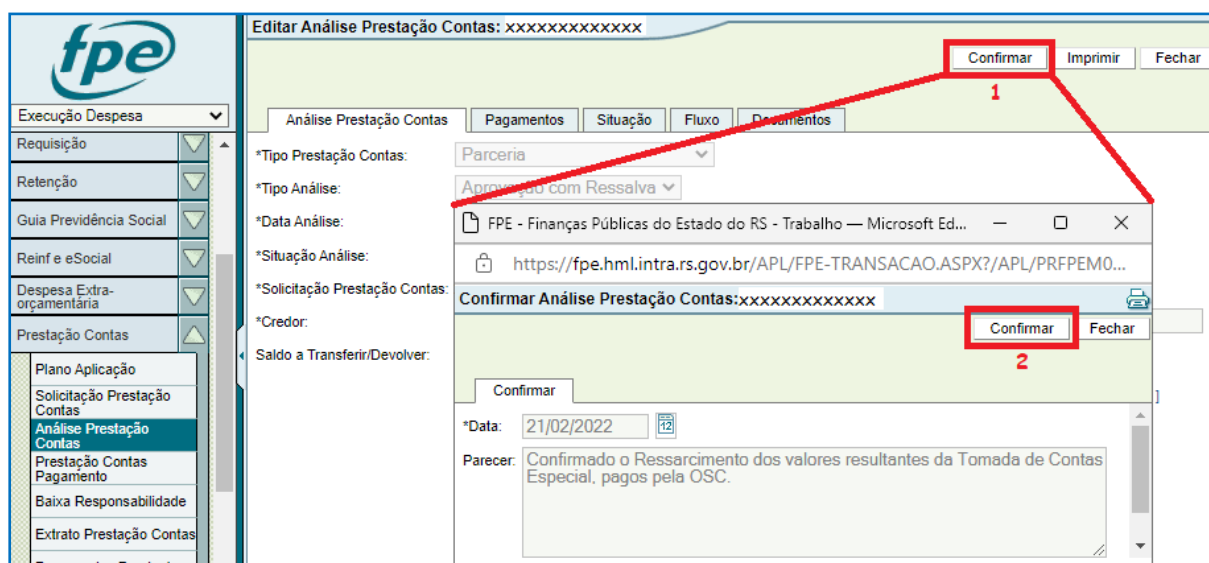 fpe
Execução Despesa
Requisição
Retenção
Guia Previdência Social
Reinf e eSocial
Despesa Extra-
orçamentária
Prestação Contas
Plano Aplicação
Solicitação Prestação
Contas
Análise Prestação
Contas
Prestação Contas
Pagamento
Baixa Responsabilidade
Extrato Prestação Contas
Editar Análise Prestação Contas: xxxxxxxxxxxxx
Confirmar Imprimir Fechar
1
Análise Prestação Contas Pagamentos Situação Fluxo Documentos
*Tipo Prestação Contas: Parceria
*Tipo Análise: Aprovação com Ressalva
*Data Análise:
*Situação Análise:
*Solicitação Prestação Contas:
*Credor:
Saldo a Transferir/Devolver:
FPE - Finanças Públicas do Estado do RS - Trabalho — Microsoft Ed...
https://fpe.hml.intra.rs.gov.br/APL/FPE-TRANSACAO.ASPX?/APL/PRFPEM0...
Confirmar Análise Prestação Contas:xxxxxxxxxxxxx
Confirmar Fechar
2
Confirmar
*Data: 21/02/2022 12
Parecer: Confirmado o Ressarcimento dos valores resultantes da Tomada de Contas
Especial, pagos pela OSC.
]